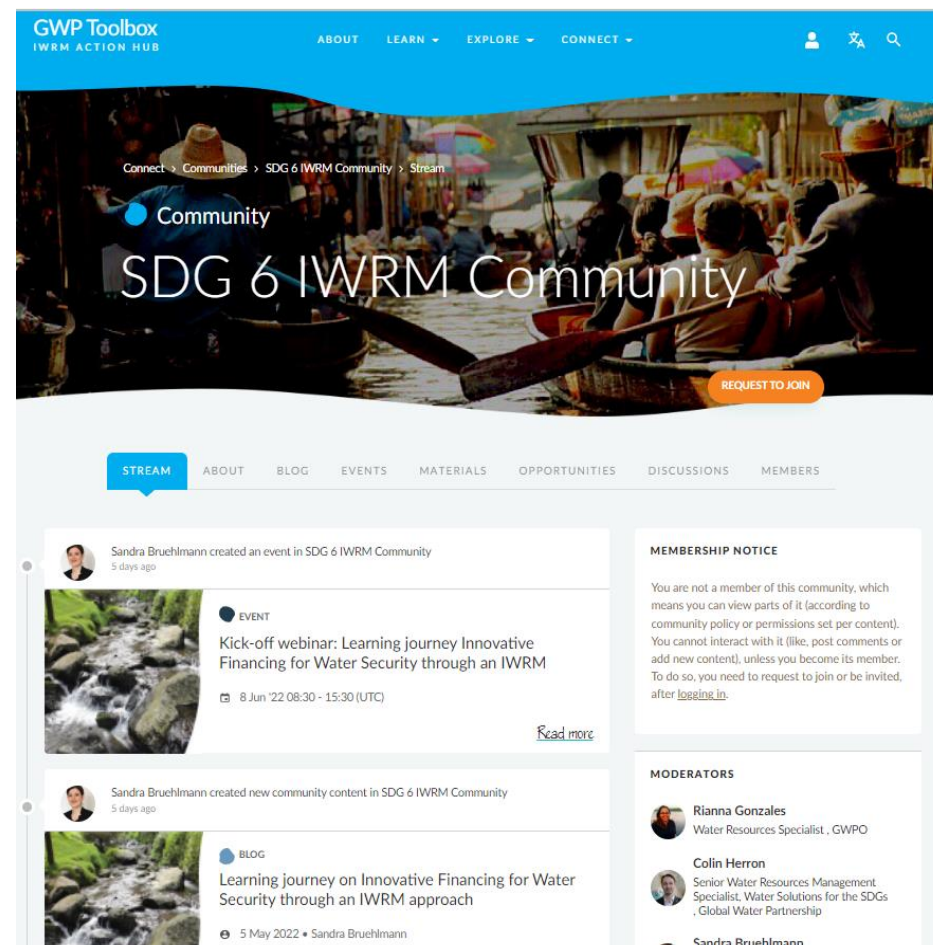 GWP Toolbox
IWRM ACTION HUB
ABOUT
LEARN
EXPLORE
CONNECT
Connect > Communities > SDG 6 IWRM Community > Stream
Community
SDG 6 IWRM Community
REQUEST TO JOIN
STREAM
ABOUT
BLOG
EVENTS
MATERIALS
OPPORTUNITIES
DISCUSSIONS
MEMBERS
Sandra Bruehlmann created an event in SDG 6 IWRM Community
5 days ago
EVENT
Kick-off webinar: Learning journey Innovative
Financing for Water Security through an IWRM
8 Jun '22 08:30 - 15:30 (UTC)
Read more
Sandra Bruehlmann created new community content in SDG 6 IWRM Community
5 days ago
BLOG
Learning journey on Innovative Financing for Water
Security through an IWRM approach
5 May 2022 • Sandra Bruehlmann
MEMBERSHIP NOTICE
You are not a member of this community, which
means you can view parts of it (according to
community policy or permissions set per content).
You cannot interact with it (like, post comments or
add new content), unless you become its member.
To do so, you need to request to join or be invited,
after logging in.
MODERATORS
Rianna Gonzales
Water Resources Specialist , GWPO
Colin Herron
Senior Water Resources Management
Specialist, Water Solutions for the SDGs
, Global Water Partnership
Sandra Bruehlmann